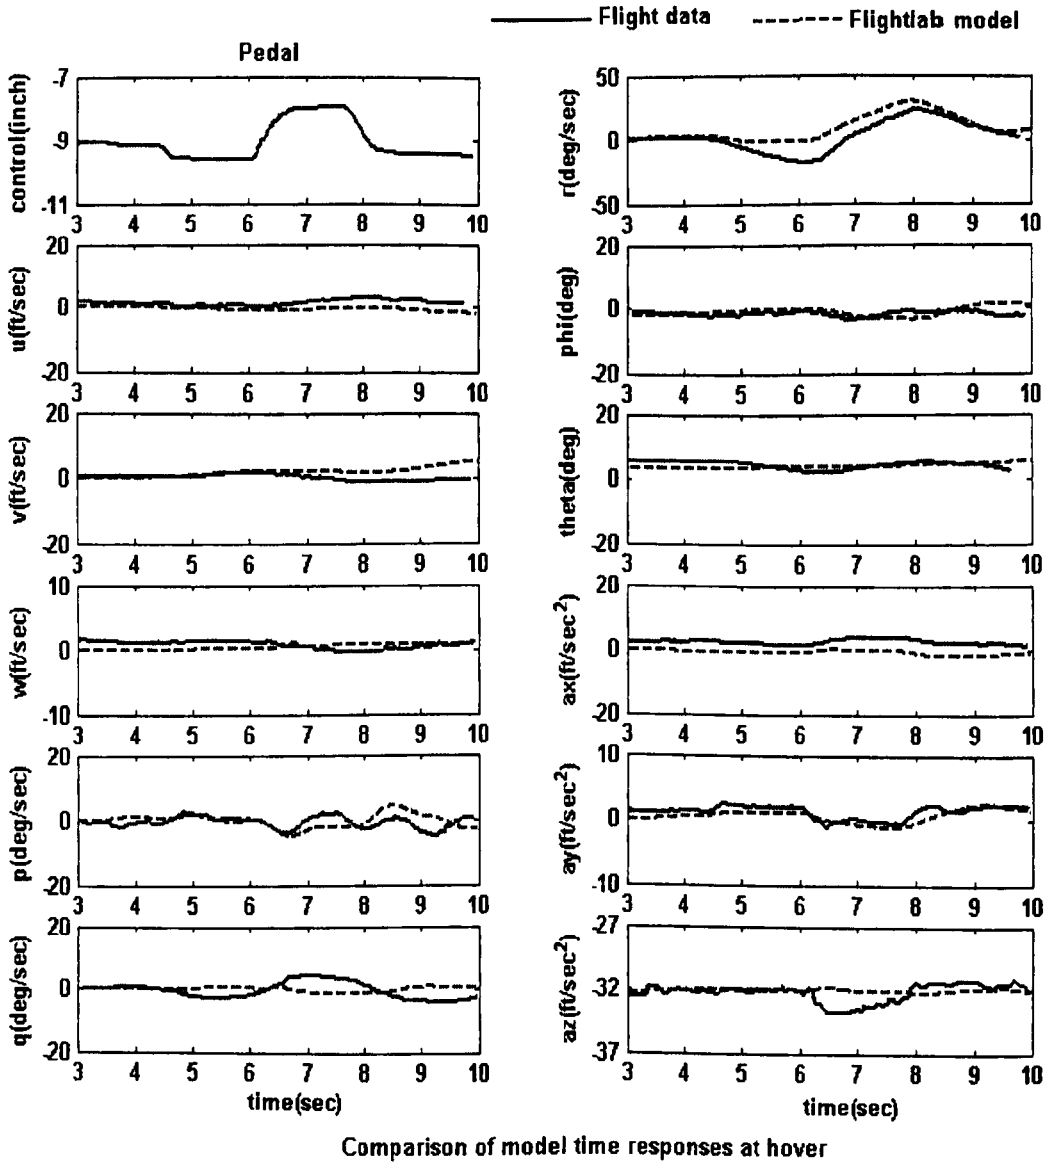 Flight data
Flightlab model
Pedal
control(inch)
-7
-9
-11
3 4 5 6 7 8 9 10
r(deg/sec)
50
0
-50
3 4 5 6 7 8 9 10
u(ft/sec)
20
0
-20
3 4 5 6 7 8 9 10
phi(deg)
20
0
-20
3 4 5 6 7 8 9 10
v(ft/sec)
20
0
-20
3 4 5 6 7 8 9 10
theta(deg)
20
0
-20
3 4 5 6 7 8 9 10
w(ft/sec)
10
0
-10
3 4 5 6 7 8 9 10
ax(ft/sec²)
20
0
-20
3 4 5 6 7 8 9 10
p(deg/sec)
20
0
-20
3 4 5 6 7 8 9 10
ay(ft/sec²)
10
0
-10
3 4 5 6 7 8 9 10
q(deg/sec)
20
0
-20
3 4 5 6 7 8 9 10
time(sec)
az(ft/sec²)
-27
-32
-37
3 4 5 6 7 8 9 10
time(sec)
Comparison of model time responses at hover